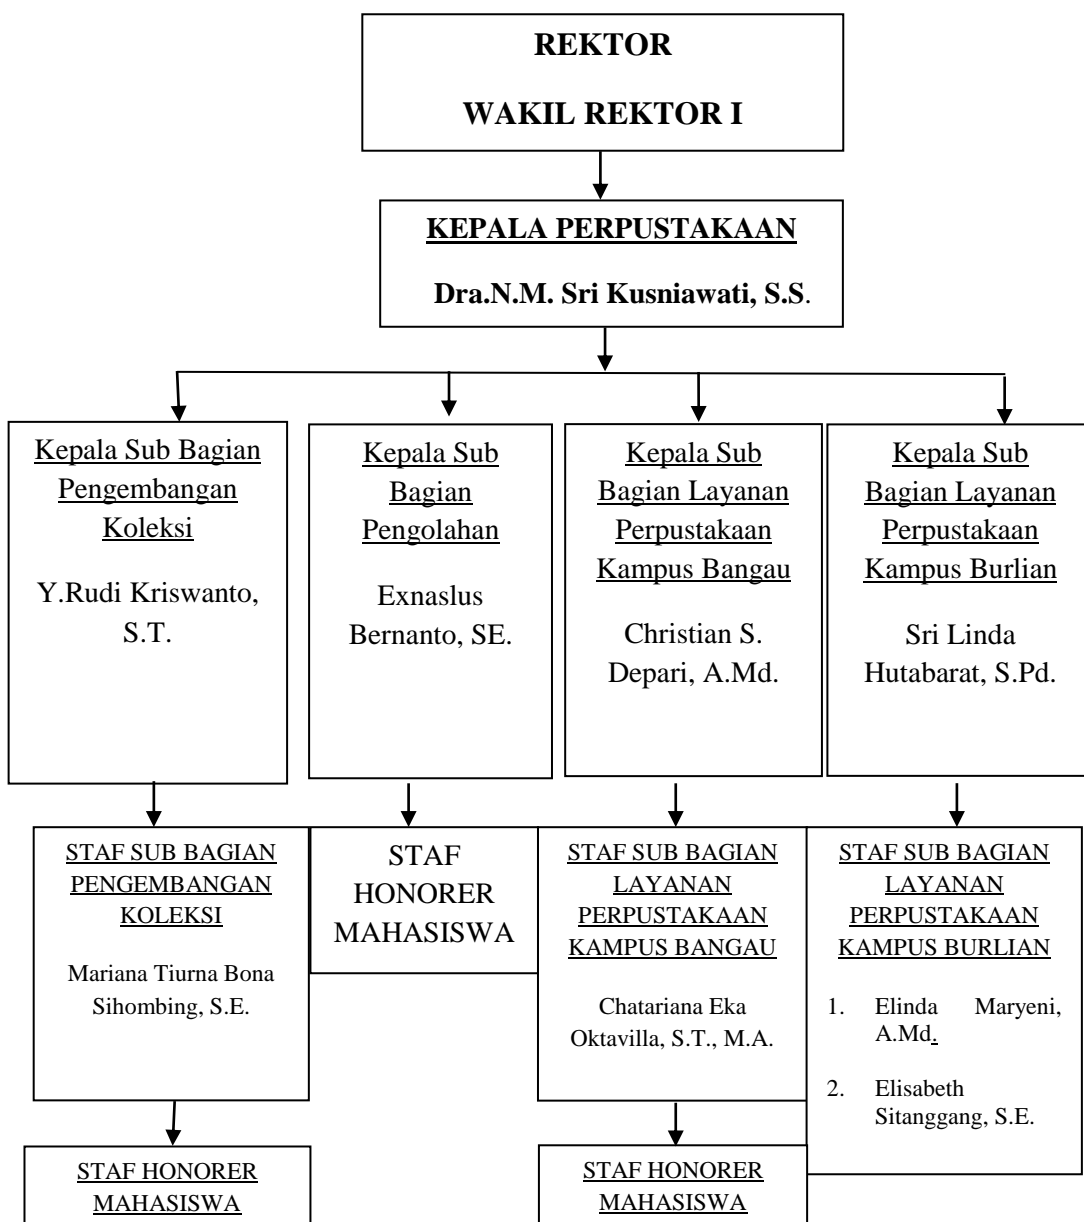 REKTOR
WAKIL REKTOR I
KEPALA PERPUSTAKAAN
Dra.N.M. Sri Kusniawati, S.S.
Kepala Sub Bagian
Pengembangan
Koleksi
Y.Rudi Kriswanto,
S.T.
Kepala Sub
Bagian
Pengolahan
Exnaslus
Bernanto, SE.
Kepala Sub
Bagian Layanan
Perpustakaan
Kampus Bangau
Christian S.
Depari, A.Md.
Kepala Sub
Bagian Layanan
Perpustakaan
Kampus Burlian
Sri Linda
Hutabarat, S.Pd.
STAF SUB BAGIAN
PENGEMBANGAN
KOLEKSI
Mariana Tiurna Bona
Sihombing, S.E.
STAF
HONORER
MAHASISWA
STAF SUB BAGIAN
LAYANAN
PERPUSTAKAAN
KAMPUS BANGAU
Chatariana Eka
Oktavilla, S.T., M.A.
STAF SUB BAGIAN
LAYANAN
PERPUSTAKAAN
KAMPUS BURLIAN
1. Elinda Maryeni,
A.Md.
2. Elisabeth
Sitanggang, S.E.
STAF HONORER
MAHASISWA
STAF HONORER
MAHASISWA